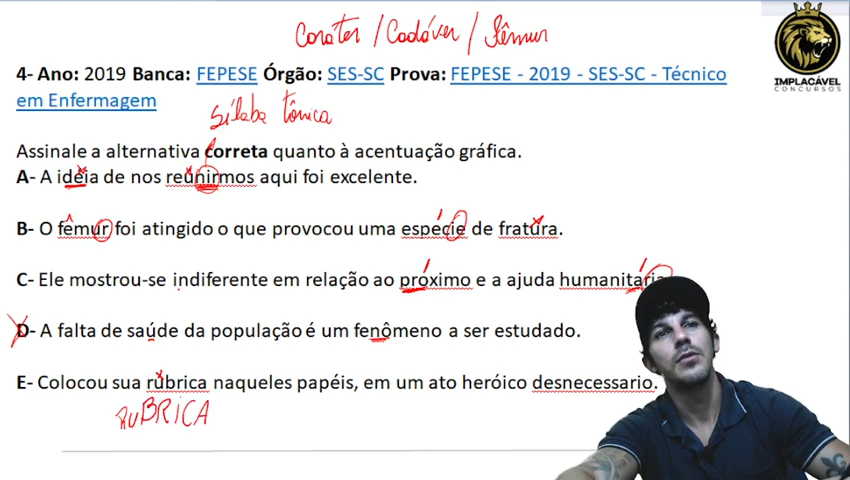 Caráter / Cadáver / Fêmur
IMPLACÁVEL
CONCURSOS
4- Ano: 2019 Banca: FEPESE Órgão: SES-SC Prova: FEPESE - 2019 - SES-SC - Técnico
em Enfermagem
Sílaba tônica
Assinale a alternativa correta quanto à acentuação gráfica.
A- A idéia de nos reúnirmos aqui foi excelente.
B- O fêmur foi atingido o que provocou uma espécie de fratúra.
C- Ele mostrou-se indiferente em relação ao proximo e a ajuda humanitária.
D- A falta de saúde da população é um fenômeno a ser estudado.
E- Colocou sua rúbrica naqueles papéis, em um ato heróico desnecessario.
RUBRICA